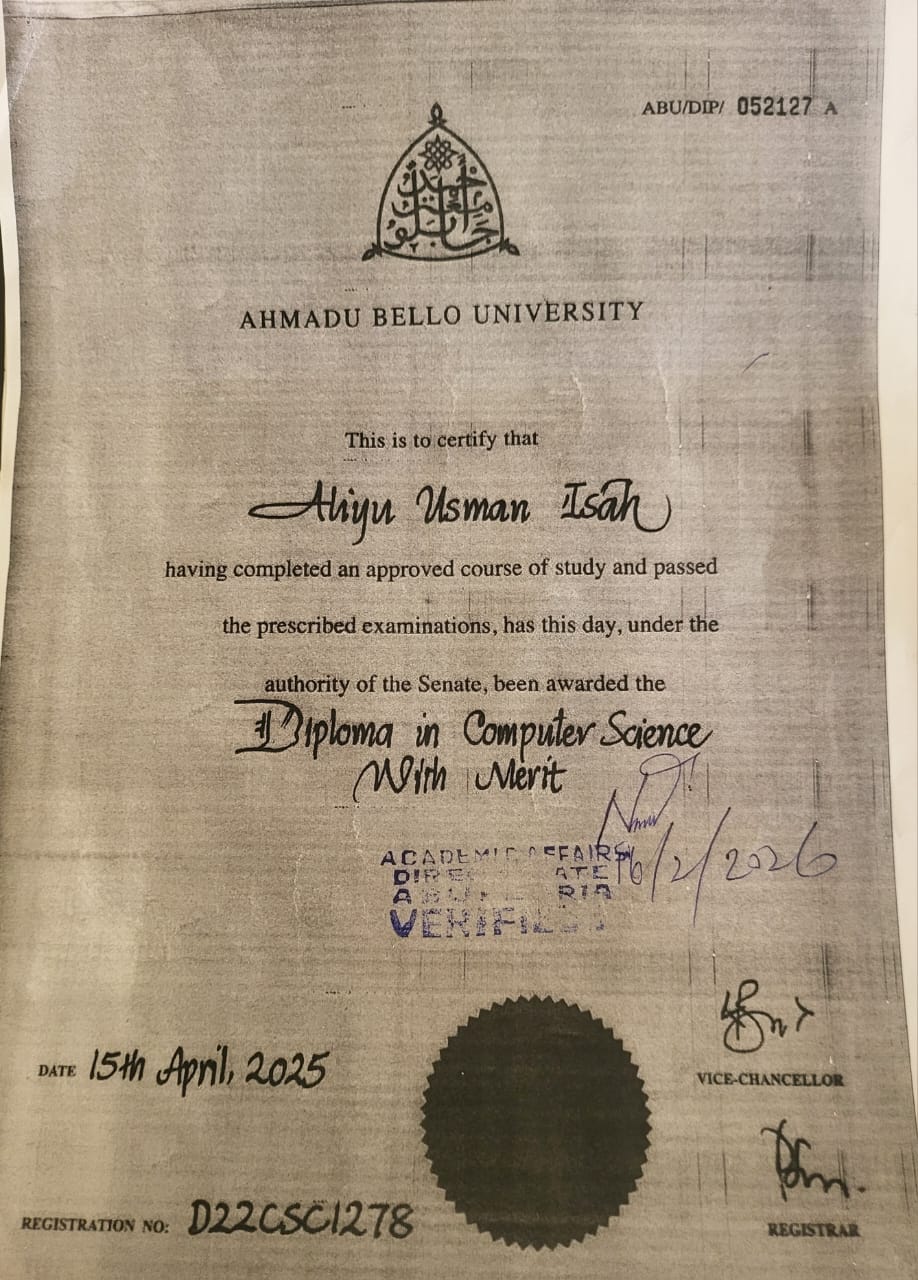 ABU/DIP/ 052127 A
AHMADU BELLO UNIVERSITY
This is to certify that
Aliyu Usman Isah
having completed an approved course of study and passed
the prescribed examinations, has this day, under the
authority of the Senate, been awarded the
Diploma in Computer Science
With Merit
ACADEMIC AFFAIRS
16/2/2026
VERIFIED
DATE 15th April, 2025
VICE-CHANCELLOR
REGISTRATION NO: D22CSC1278
REGISTRAR